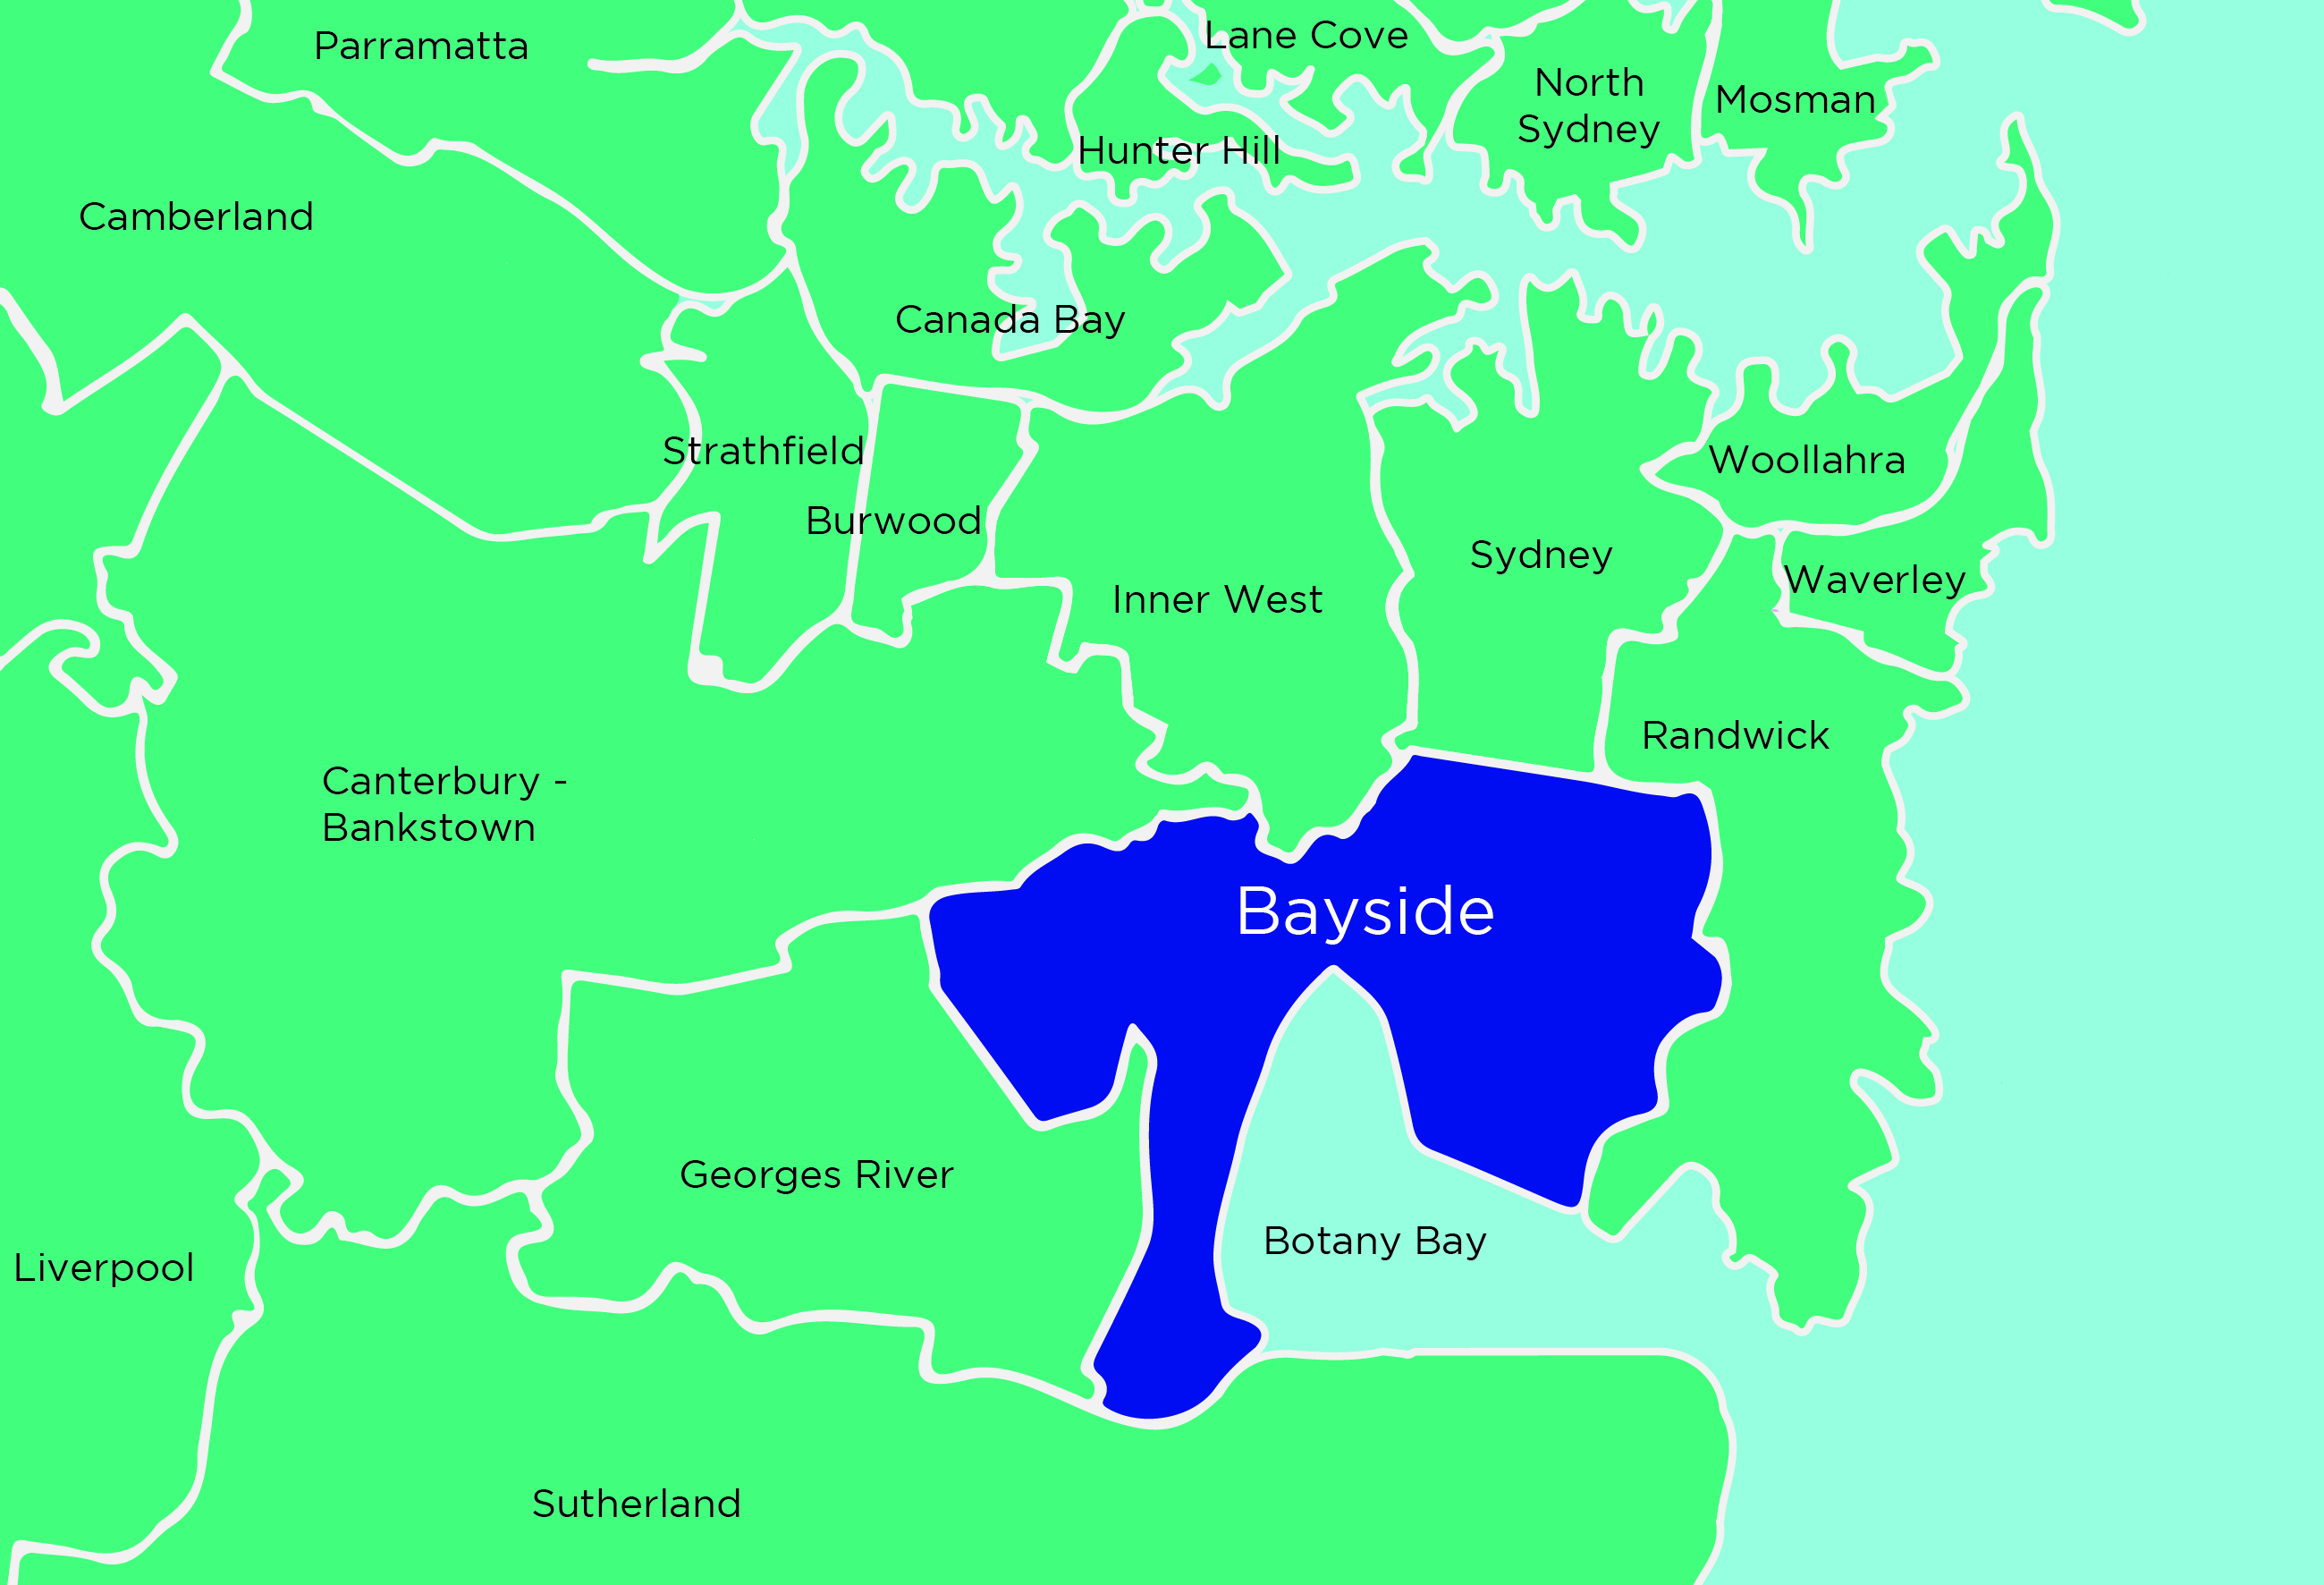 Lane Cove
Parramatta
North
Sydney
Mosman
Hunter Hill
Camberland
Canada Bay
Strathfield
Woollahra
Burwood
Sydney
Waverley
Inner West
Randwick
Canterbury -
Bankstown
Bayside
Georges River
Botany Bay
Liverpool
Sutherland